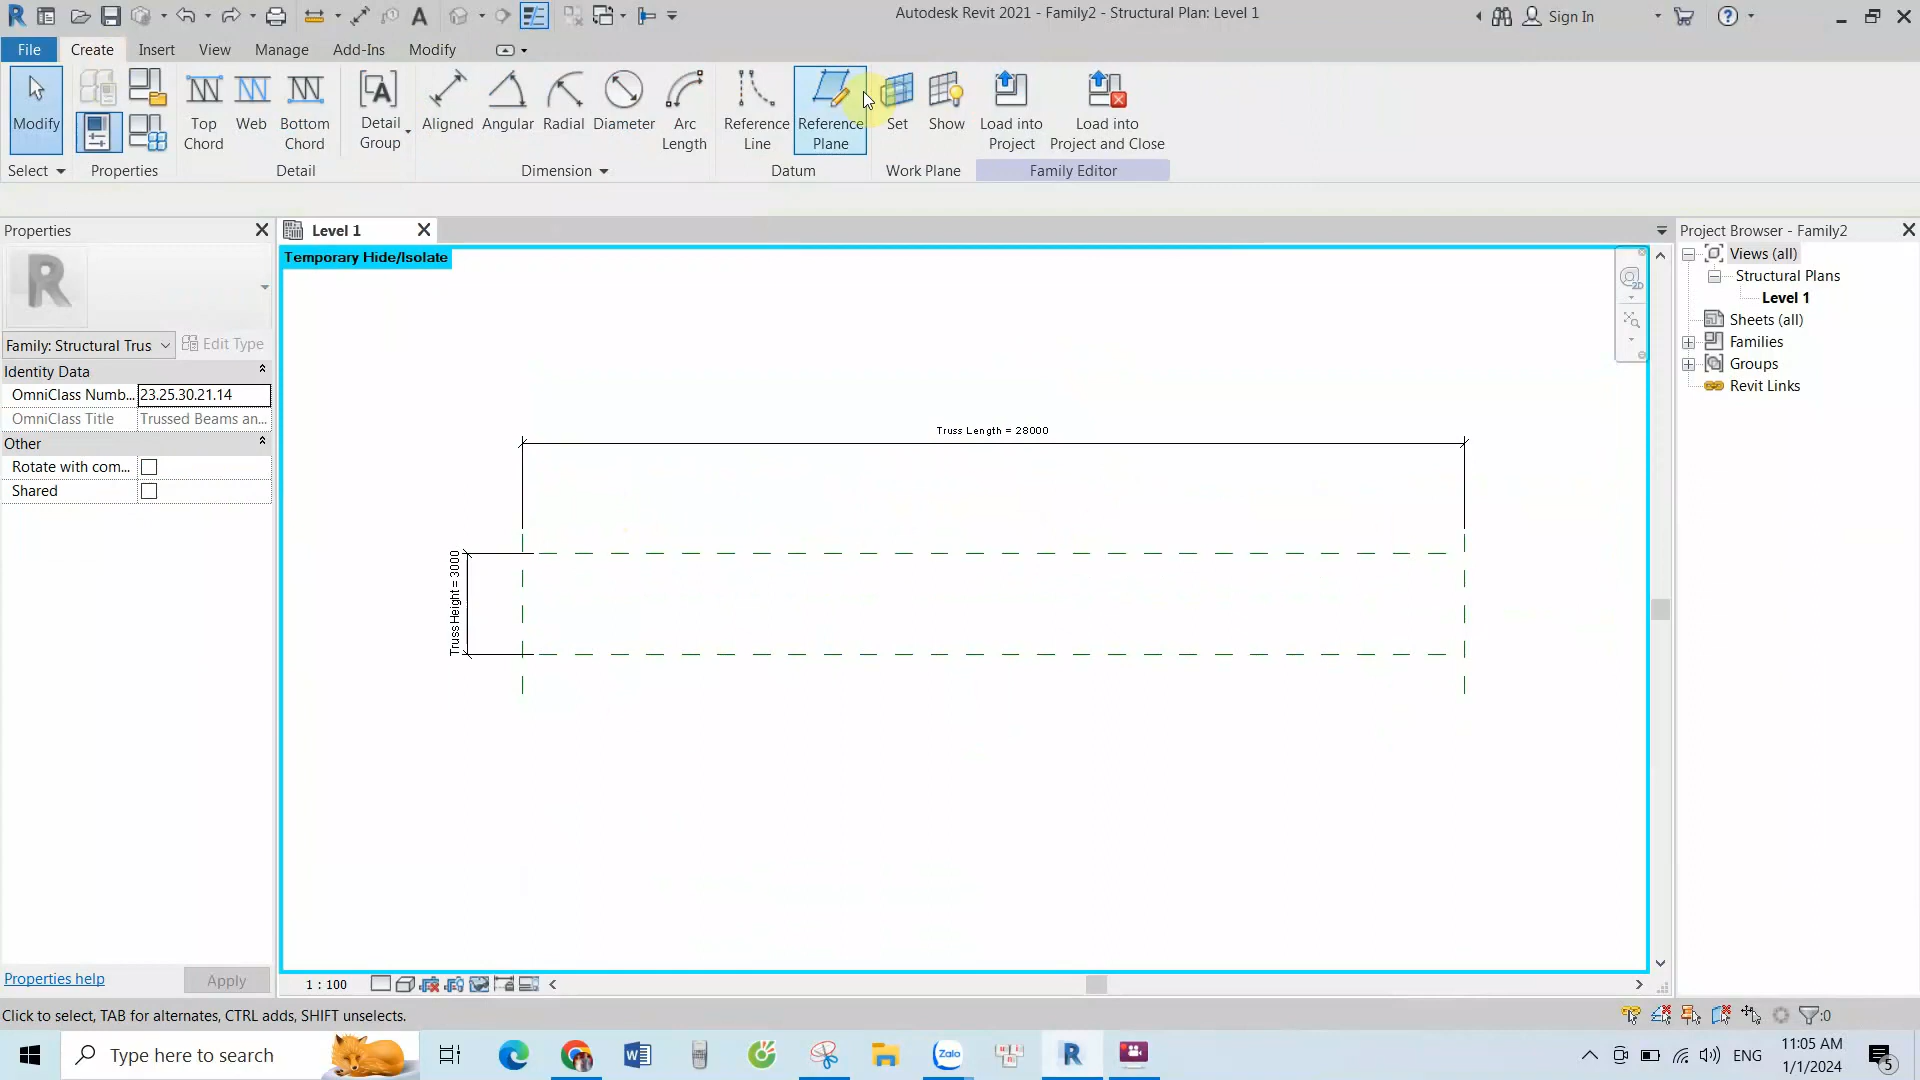 Autodesk Revit 2021 - Family2 - Structural Plan: Level 1
Sign In
File
Create
Insert
View
Manage
Add-Ins
Modify
Modify
Top
Chord
Web
Bottom
Chord
Detail
Group
Aligned
Angular
Radial
Diameter
Arc
Length
Reference
Line
Reference
Plane
Set
Show
Load into
Project
Load into
Project and Close
Select
Properties
Detail
Dimension
Datum
Work Plane
Family Editor
Properties
Level 1
Project Browser - Family2
Temporary Hide/Isolate
Family: Structural Trus
Edit Type
Identity Data
OmniClass Numb...
23.25.30.21.14
OmniClass Title
Trussed Beams an...
Other
Rotate with com...
Shared
Truss Length = 28000
Truss Height = 3000
2D
Views (all)
Structural Plans
Level 1
Sheets (all)
Families
Groups
Revit Links
Properties help
Apply
1 : 100
Click to select, TAB for alternates, CTRL adds, SHIFT unselects.
:0
Type here to search
Zalo
ENG
11:05 AM
1/1/2024
5